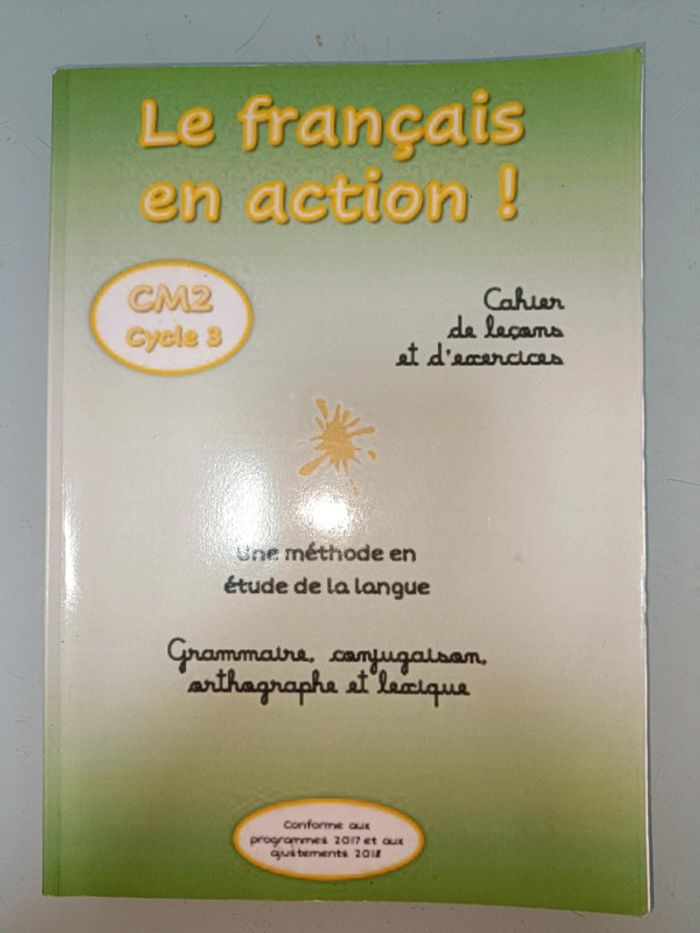 Le français
en action !
CM2
Cycle 3
Cahier
de leçons
et d'exercices
Une méthode en
étude de la langue
Grammaire, conjugaison,
orthographe et lexique
Conforme aux
programmes 2017 et aux
ajustements 2018